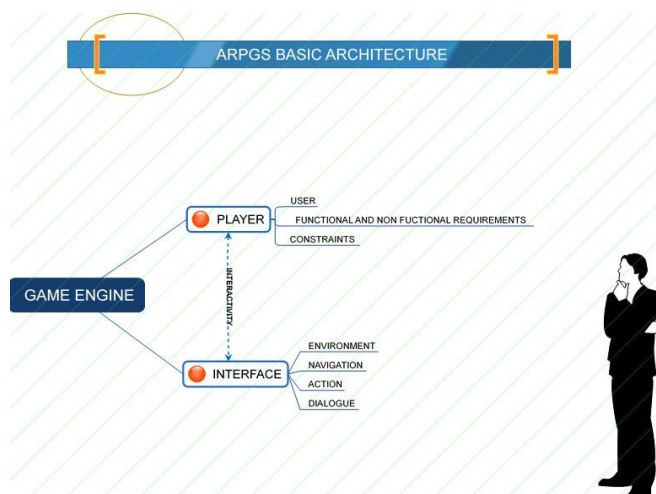 ARPGS BASIC ARCHITECTURE
USER
PLAYER
FUNCTIONAL AND NON FUCTIONAL REQUIREMENTS
CONSTRAINTS
INTERACTIVITY
GAME ENGINE
ENVIRONMENT
NAVIGATION
INTERFACE
ACTION
DIALOGUE